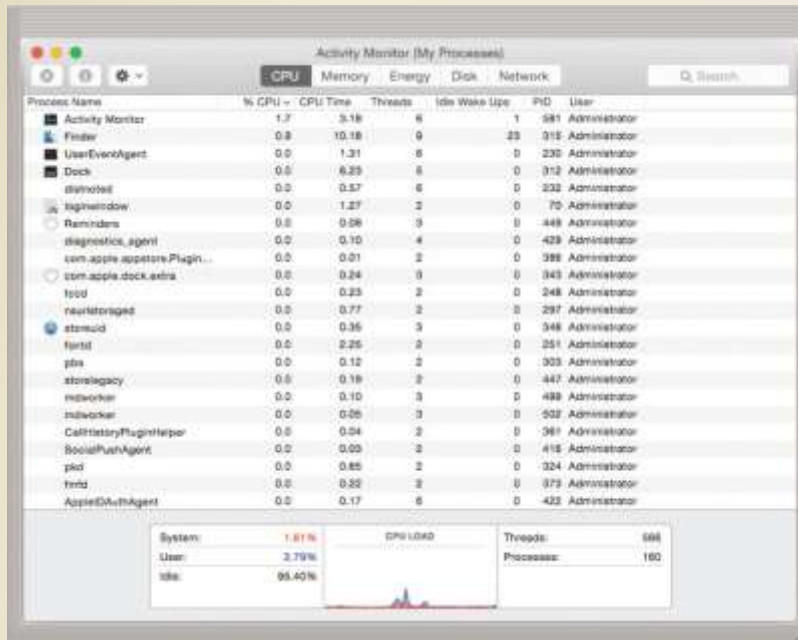 Activity Monitor (My Processes)
CPU Memory Energy Disk Network Search
Process Name % CPU CPU Time Threads Idle Wake Ups PID User
Activity Monitor 1.7 3.18 6 1 581 Administrator
Finder 0.8 10.18 9 23 315 Administrator
UserEventAgent 0.0 1.31 6 0 230 Administrator
Dock 0.0 6.23 5 0 312 Administrator
distnoted 0.0 0.57 6 0 232 Administrator
loginwindow 0.0 1.27 2 0 70 Administrator
Reminders 0.0 0.08 3 0 449 Administrator
diagnostics_agent 0.0 0.10 4 0 429 Administrator
com.apple.appstore.Plugin... 0.0 0.01 2 0 386 Administrator
com.apple.dock.extra 0.0 0.24 3 0 343 Administrator
tccd 0.0 0.23 2 0 248 Administrator
neuristoraged 0.0 0.77 2 0 297 Administrator
storeuid 0.0 0.35 3 0 346 Administrator
fontd 0.0 2.25 2 0 251 Administrator
pbs 0.0 0.12 2 0 303 Administrator
storelegacy 0.0 0.19 2 0 447 Administrator
mdworker 0.0 0.10 3 0 499 Administrator
mdworker 0.0 0.05 3 0 502 Administrator
CallHistoryPluginHelper 0.0 0.04 2 0 361 Administrator
SocialPushAgent 0.0 0.03 2 0 416 Administrator
pkd 0.0 0.85 2 0 324 Administrator
0.0 0.22 2 0 373 Administrator
AppleIDAuthAgent 0.0 0.17 6 0 422 Administrator
System: 1.81% CPU LOAD Threads: 566
User: 2.79% Processes: 160
Idle: 95.40%